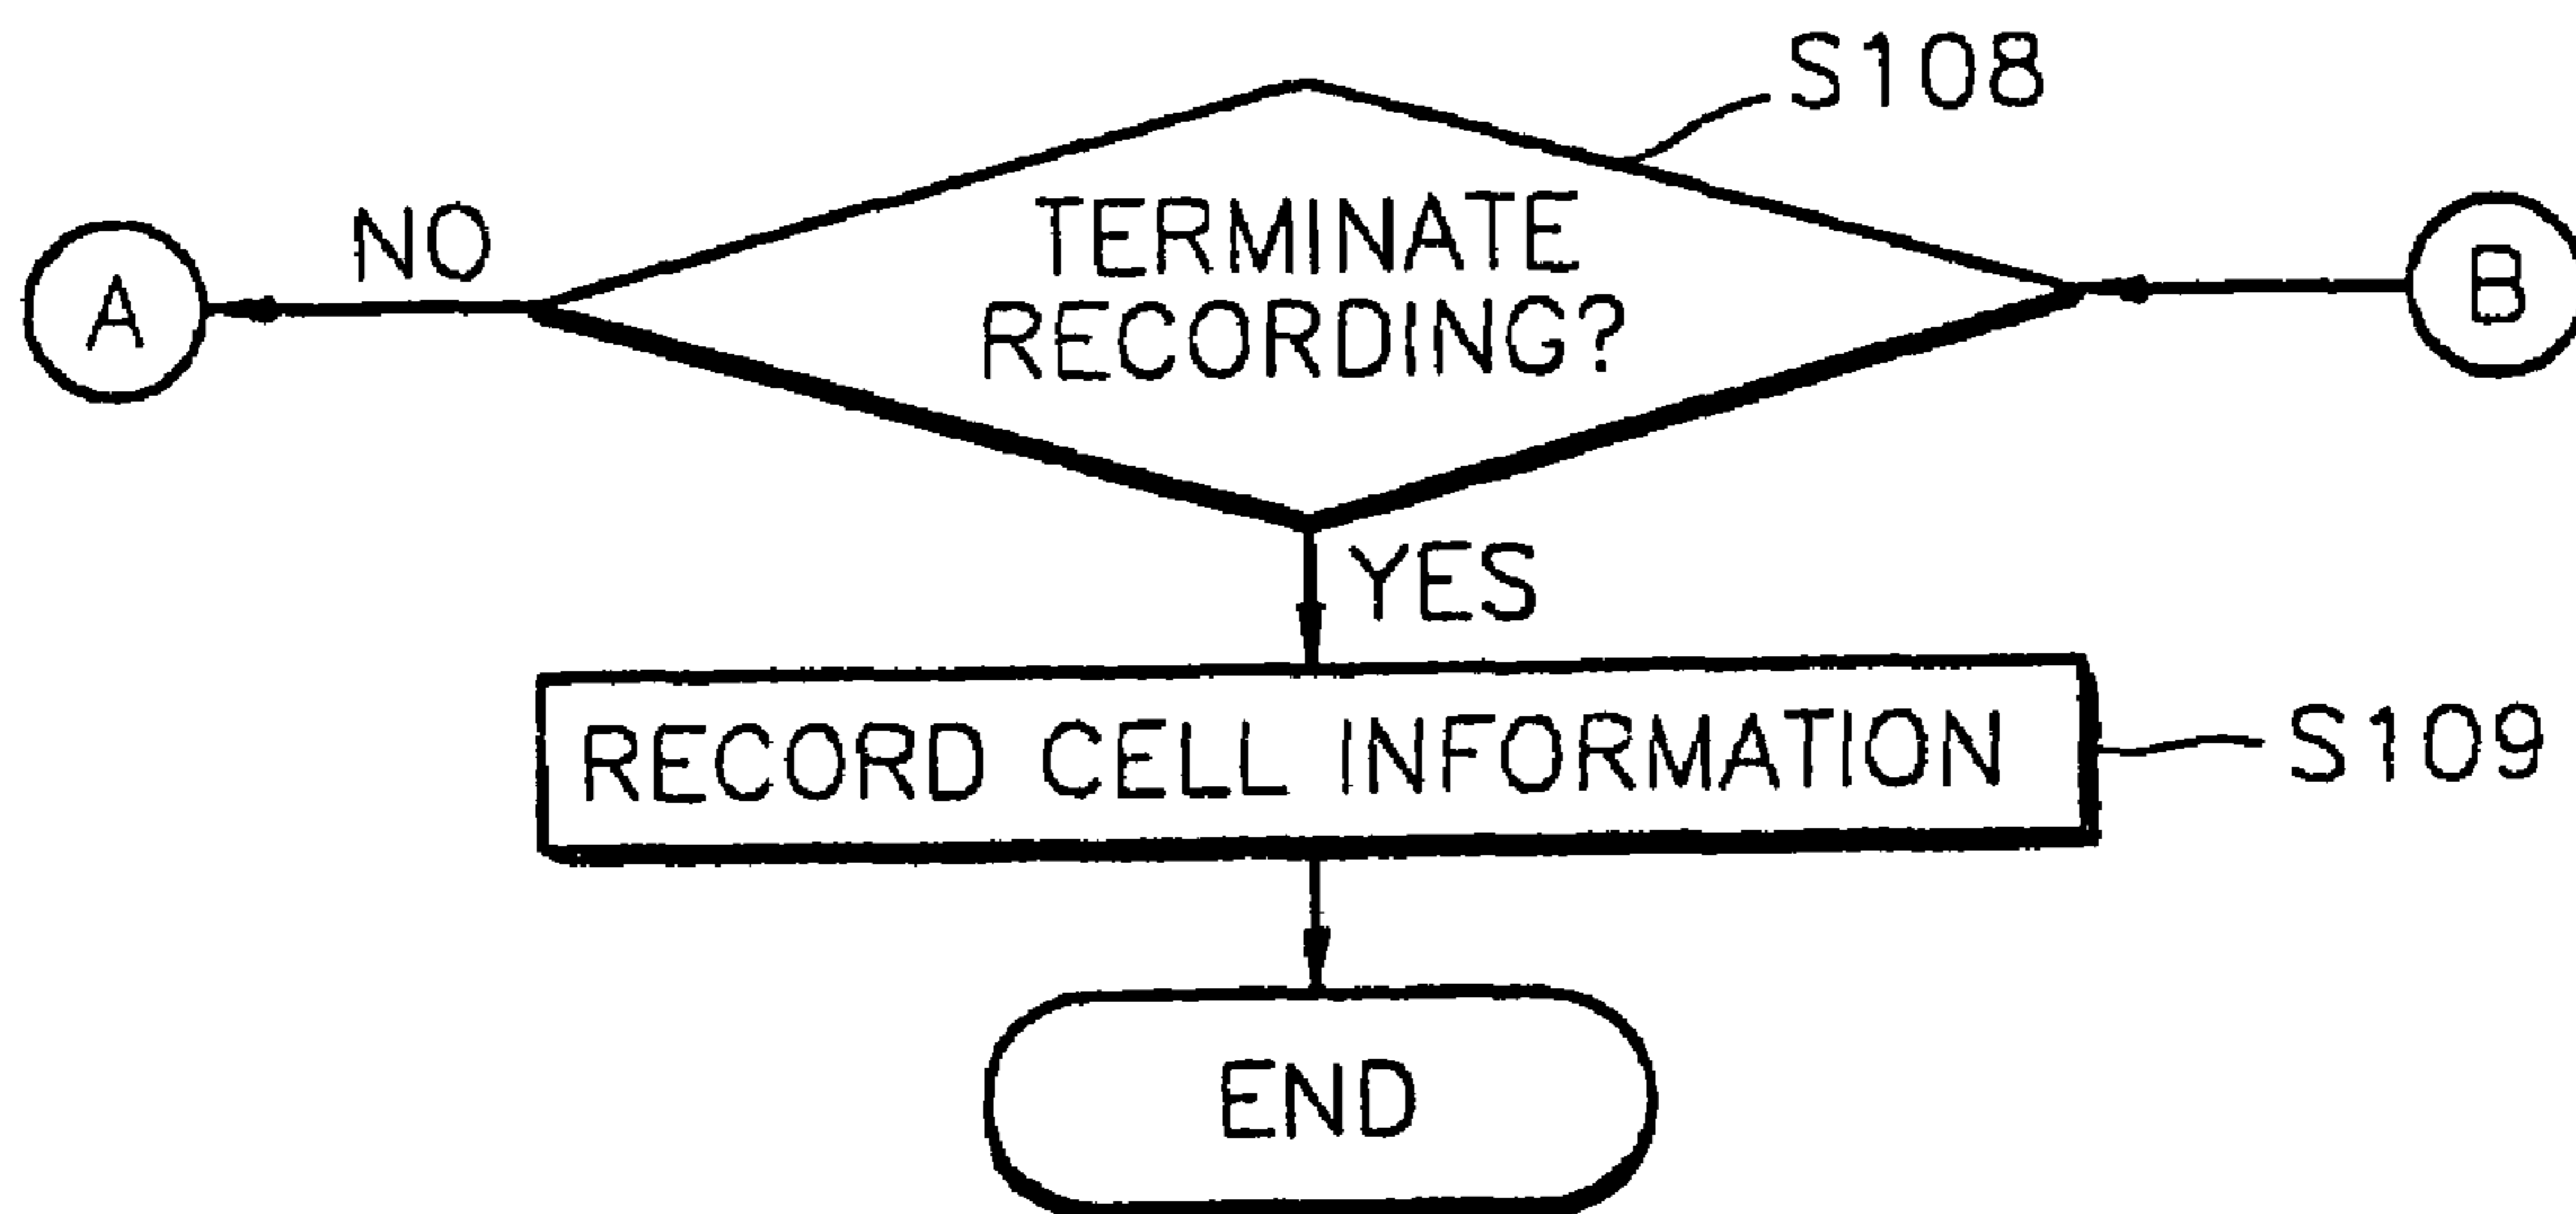 S108
NO
TERMINATE
RECORDING?
A
B
YES
RECORD CELL INFORMATION
S109
END